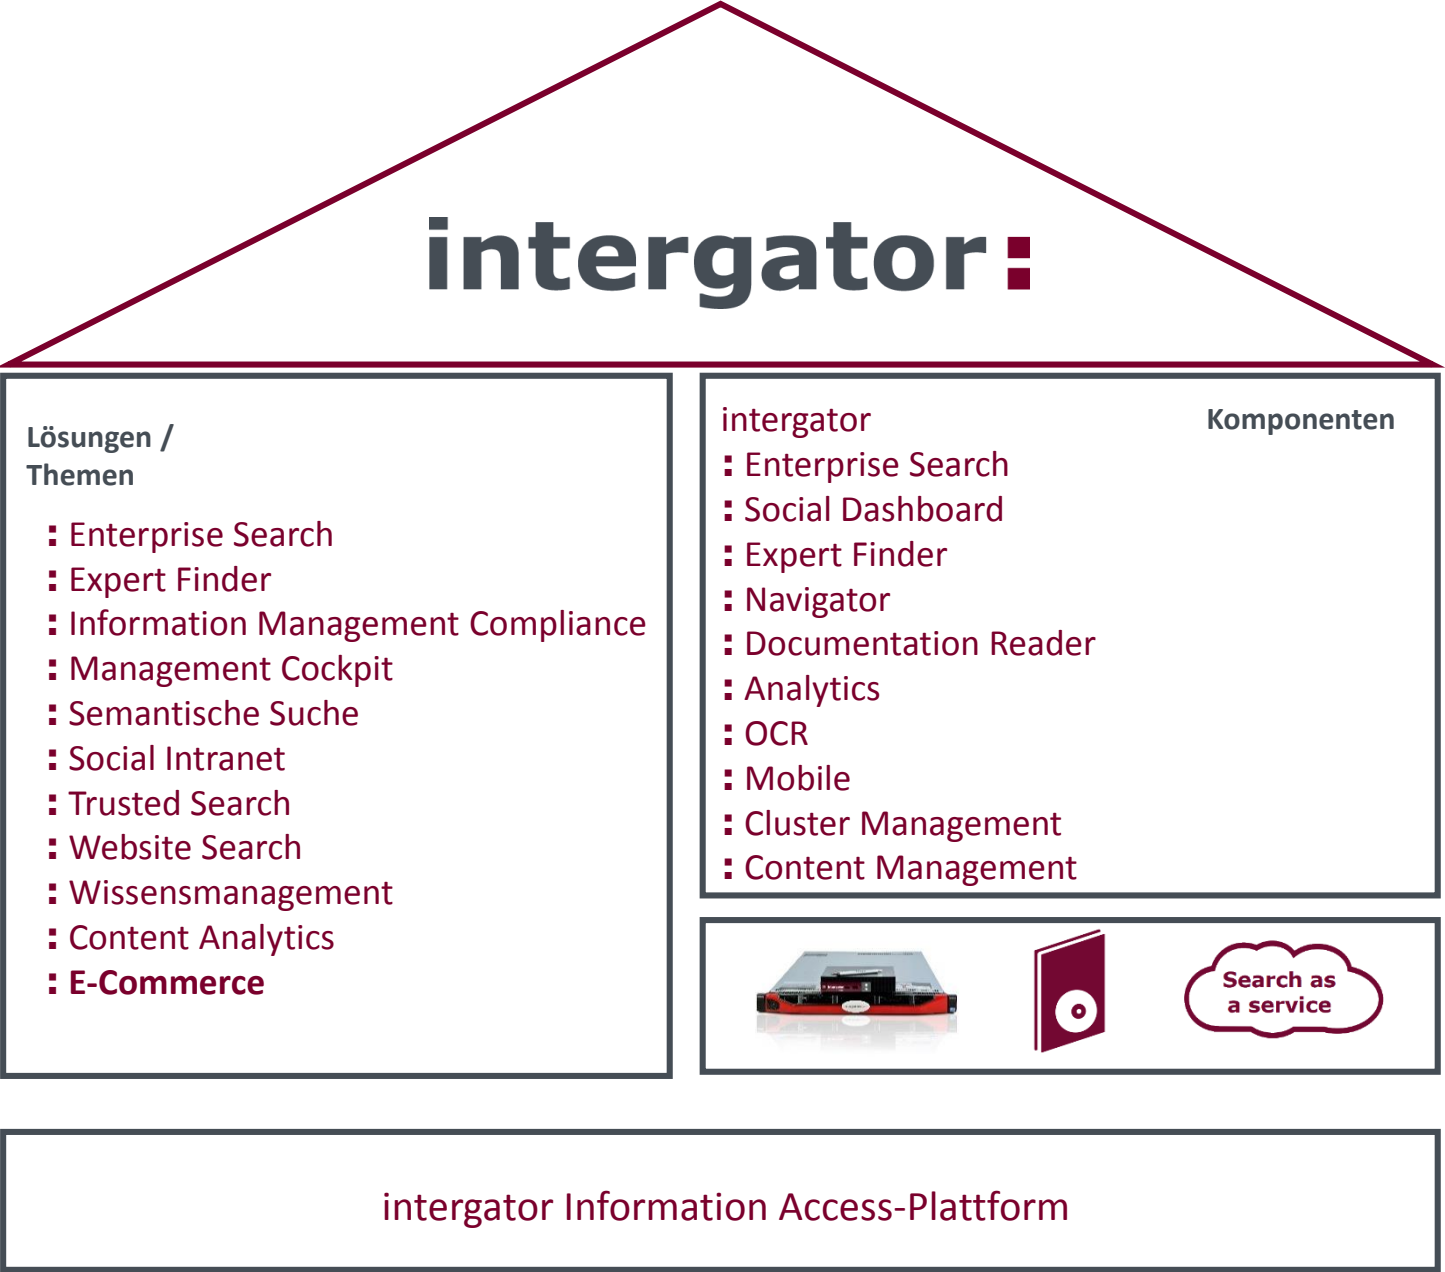 intergator:
Lösungen /
Themen
: Enterprise Search
: Expert Finder
: Information Management Compliance
: Management Cockpit
: Semantische Suche
: Social Intranet
: Trusted Search
: Website Search
: Wissensmanagement
: Content Analytics
: E-Commerce
Komponenten
intergator
: Enterprise Search
: Social Dashboard
: Expert Finder
: Navigator
: Documentation Reader
: Analytics
: OCR
: Mobile
: Cluster Management
: Content Management
Search as
a service
intergator Information Access-Plattform